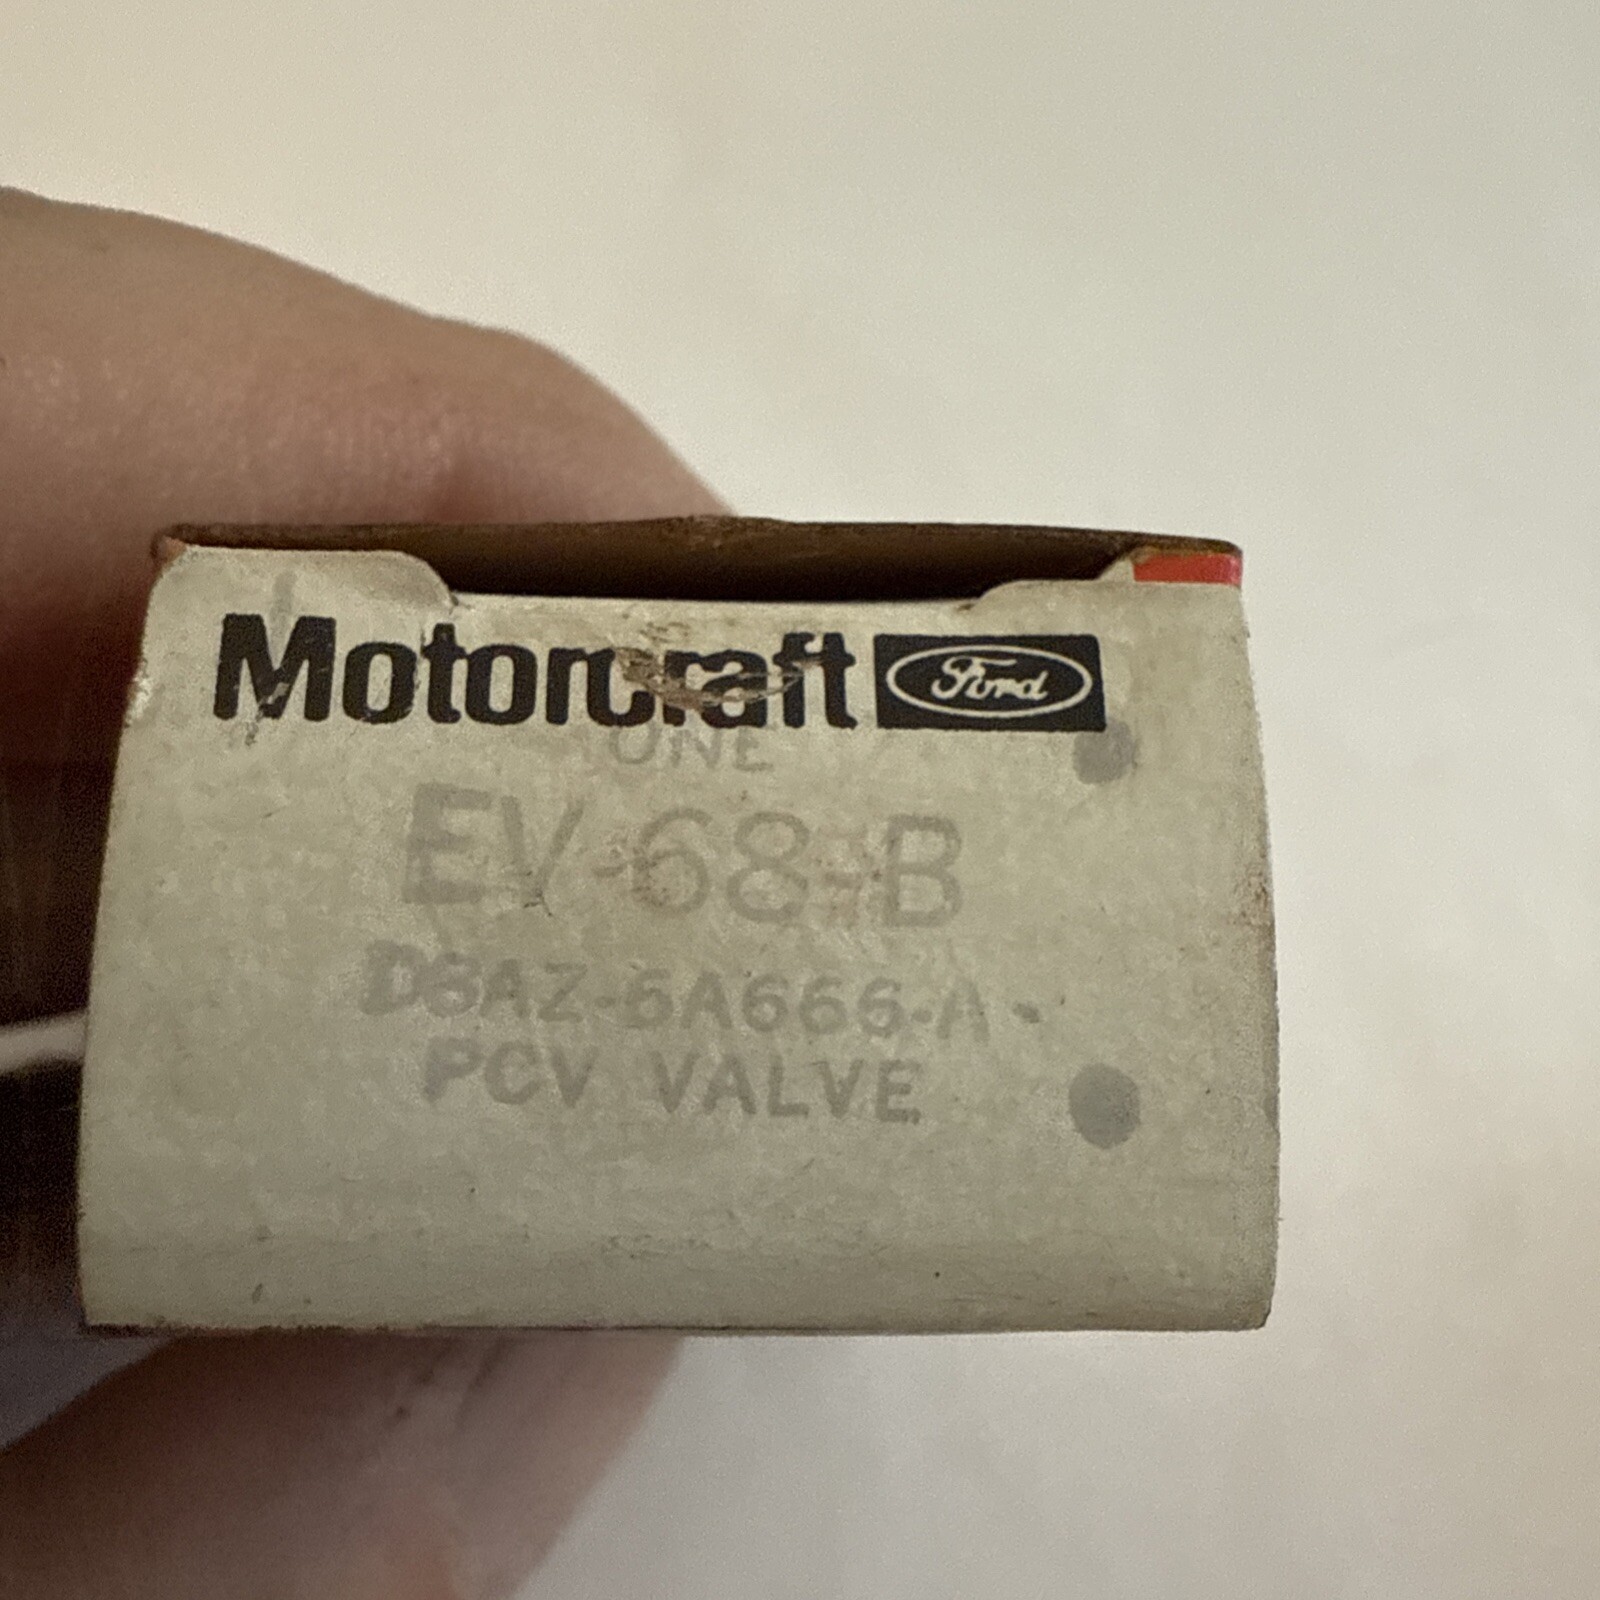 Motorcraft Ford
ONE
EV-68-B
D8AZ-6A666-A
PCV VALVE